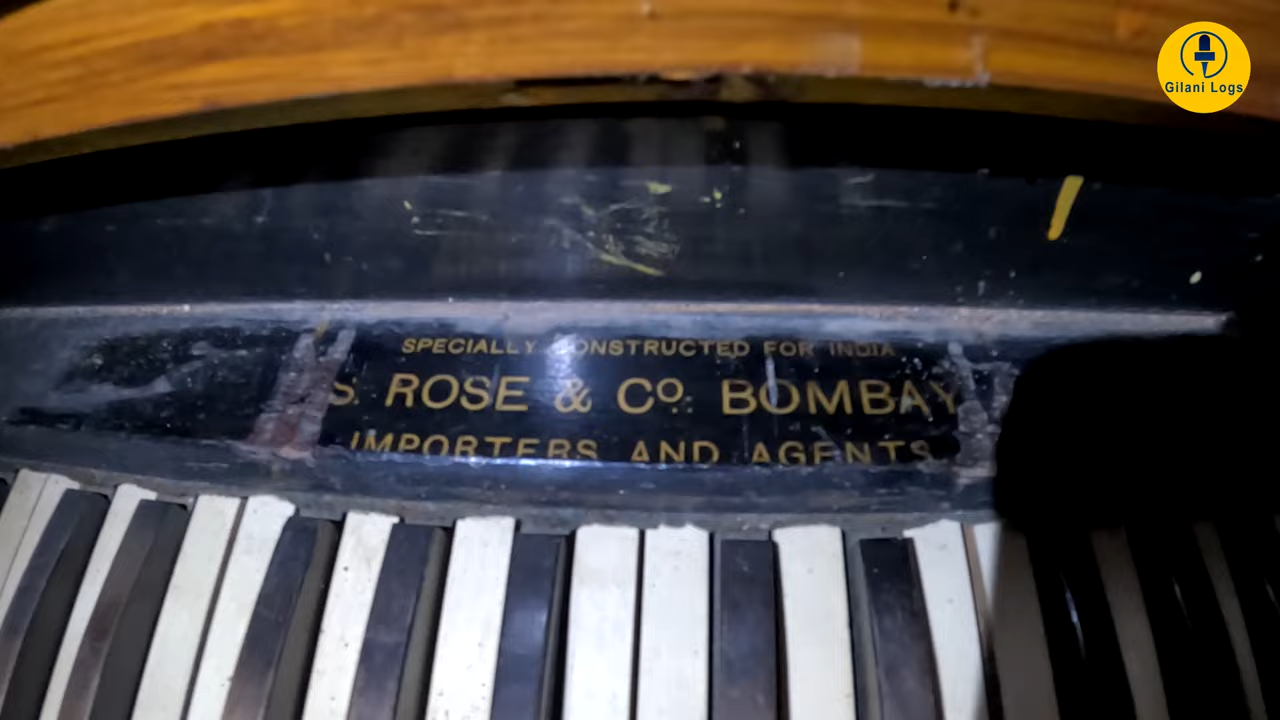 Gilani Logs
SPECIALLY CONSTRUCTED FOR INDIA
S. ROSE & Co. BOMBAY
IMPORTERS AND AGENTS